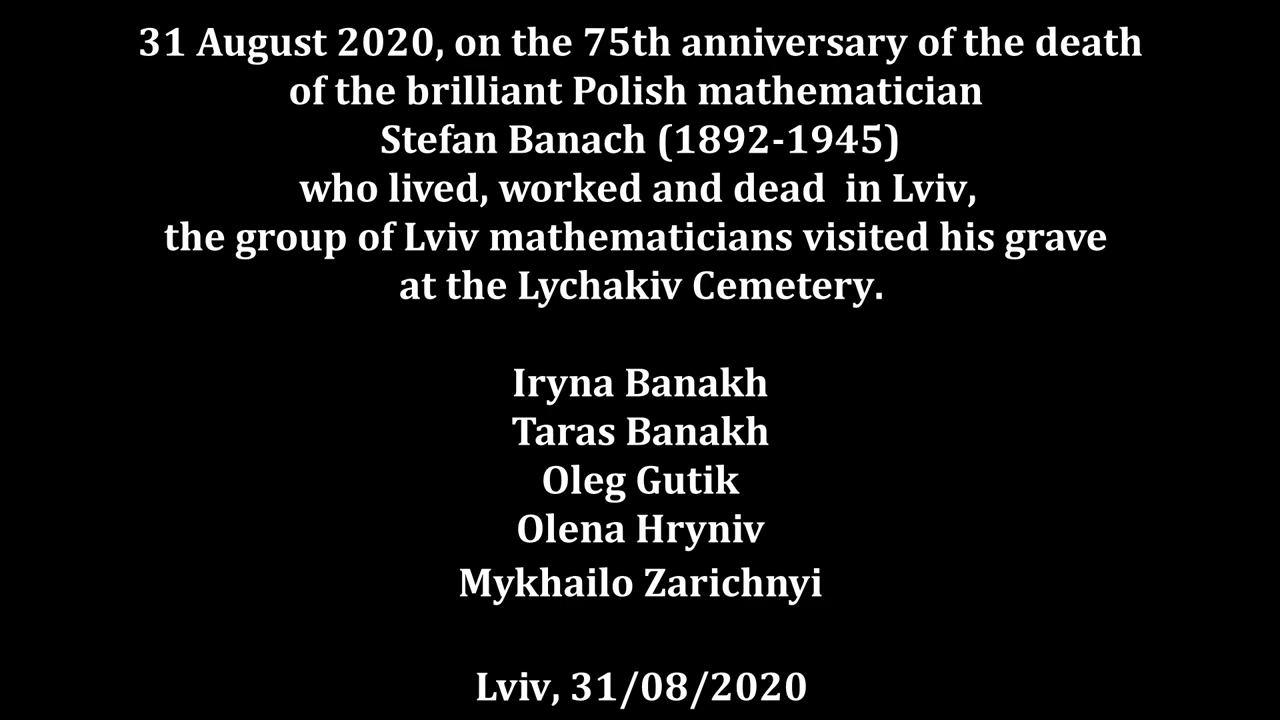 31 August 2020, on the 75th anniversary of the death
of the brilliant Polish mathematician
Stefan Banach (1892-1945)
who lived, worked and dead  in Lviv,
the group of Lviv mathematicians visited his grave
at the Lychakiv Cemetery.
Iryna Banakh
Taras Banakh
Oleg Gutik
Olena Hryniv
Mykhailo Zarichnyi
Lviv, 31/08/2020